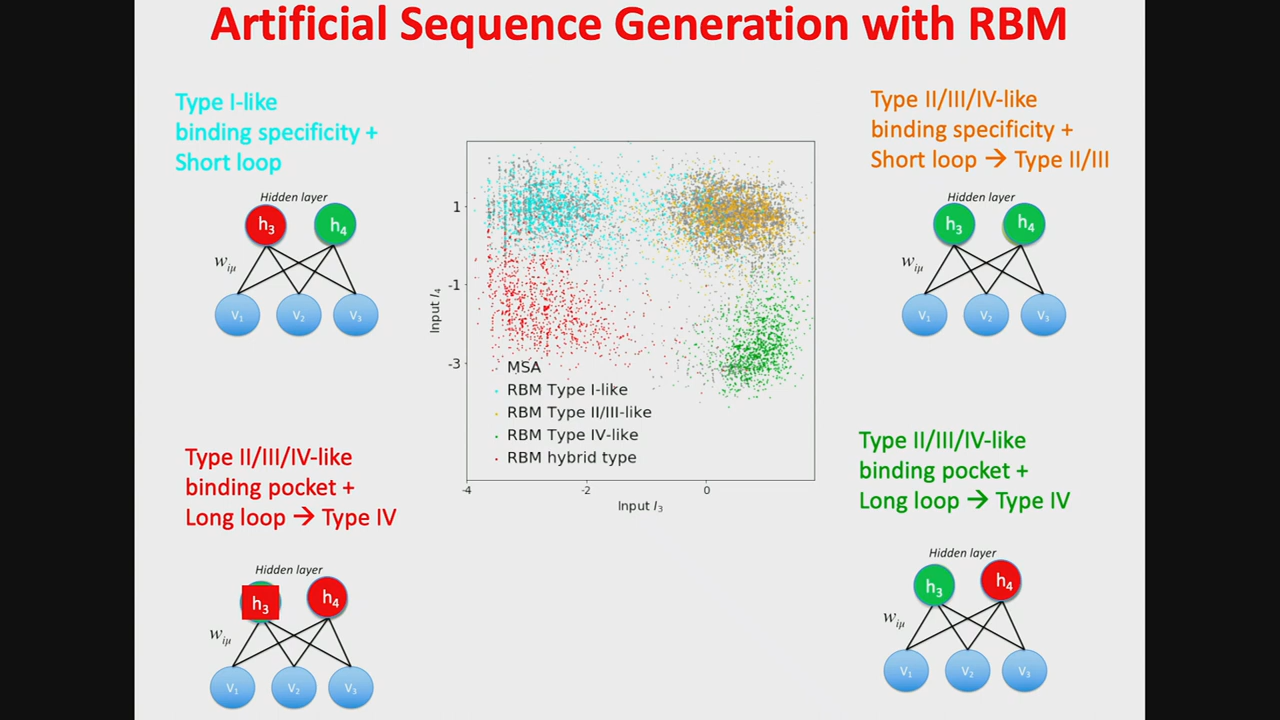 Artificial Sequence Generation with RBM
Type I-like
binding specificity +
Short loop
Hidden layer
h3
h4
wiμ
V1
V2
V3
Type II/III/IV-like
binding specificity +
Short loop → Type II/III
Hidden layer
h3
h4
wiμ
V1
V2
V3
1
-1
-3
Input I4
MSA
RBM Type I-like
RBM Type II/III-like
RBM Type IV-like
RBM hybrid type
-4
-2
0
Input I3
Type II/III/IV-like
binding pocket +
Long loop → Type IV
Hidden layer
h3
h4
wiμ
V1
V2
V3
Type II/III/IV-like
binding pocket +
Long loop → Type IV
Hidden layer
h3
h4
wiμ
V1
V2
V3